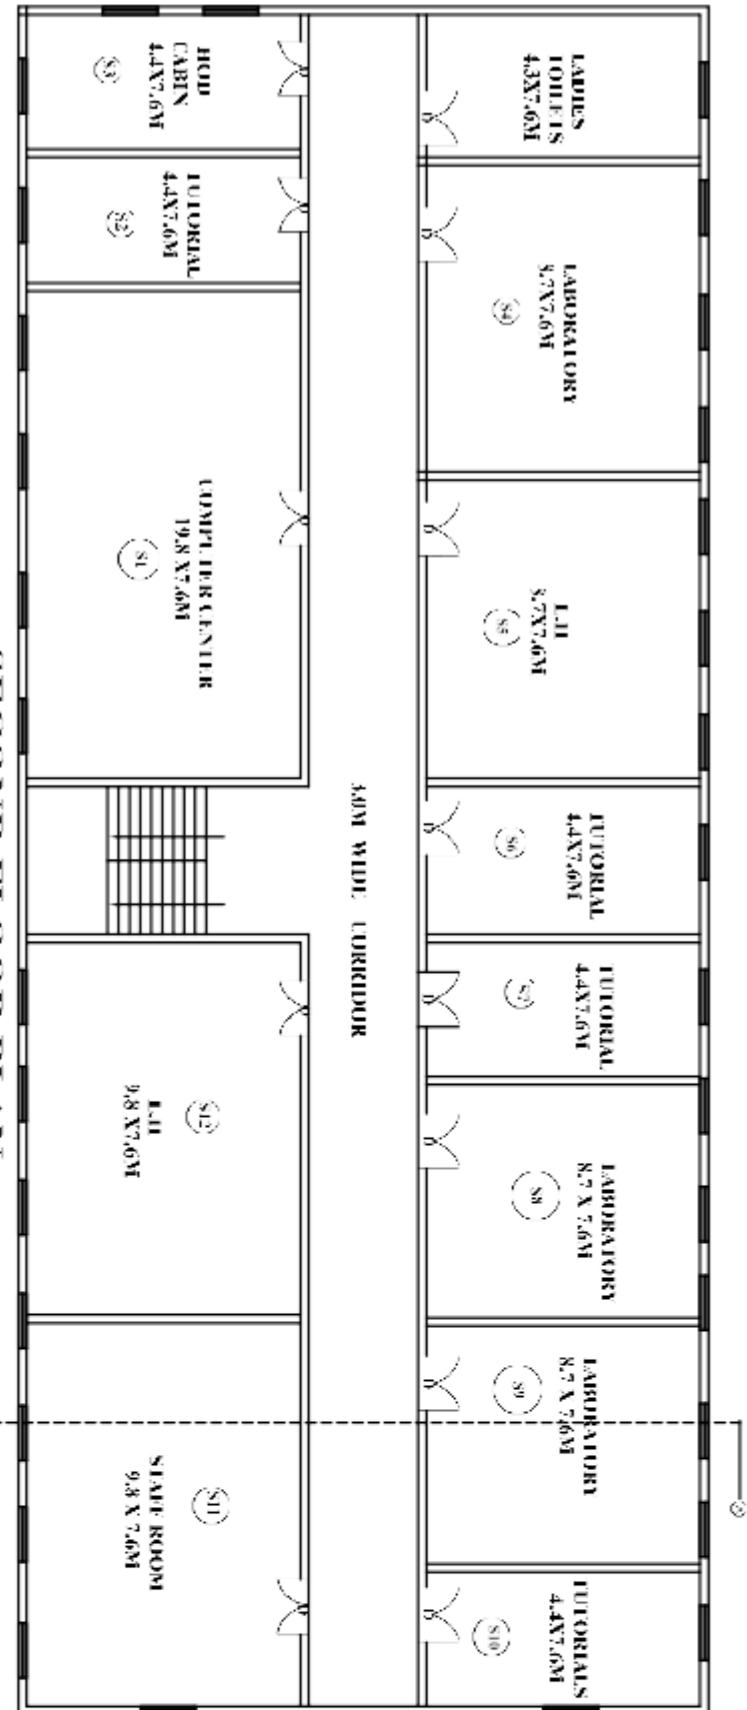 LADIES
TOILETS
4.3X7.6M
HOD
CABIN
4.4X7.6M
S3
TUTORIAL
4.4X7.6M
S2
LABORATORY
8.7X7.6M
S4
COMPUTER CENTER
19.8 X7.6M
S1
L.H
8.7X7.6M
S5
3.0M WIDE CORRIDOR
TUTORIAL
4.4X7.6M
S6
TUTORIAL
4.4X7.6M
S7
L.H
9.8 X7.6M
S12
LABORATORY
8.7 X 7.6M
S8
LABORATORY
8.7 X 7.6M
S9
STAFF ROOM
9.8 X 7.6M
S11
TUTORIALS
4.4X7.6M
S10